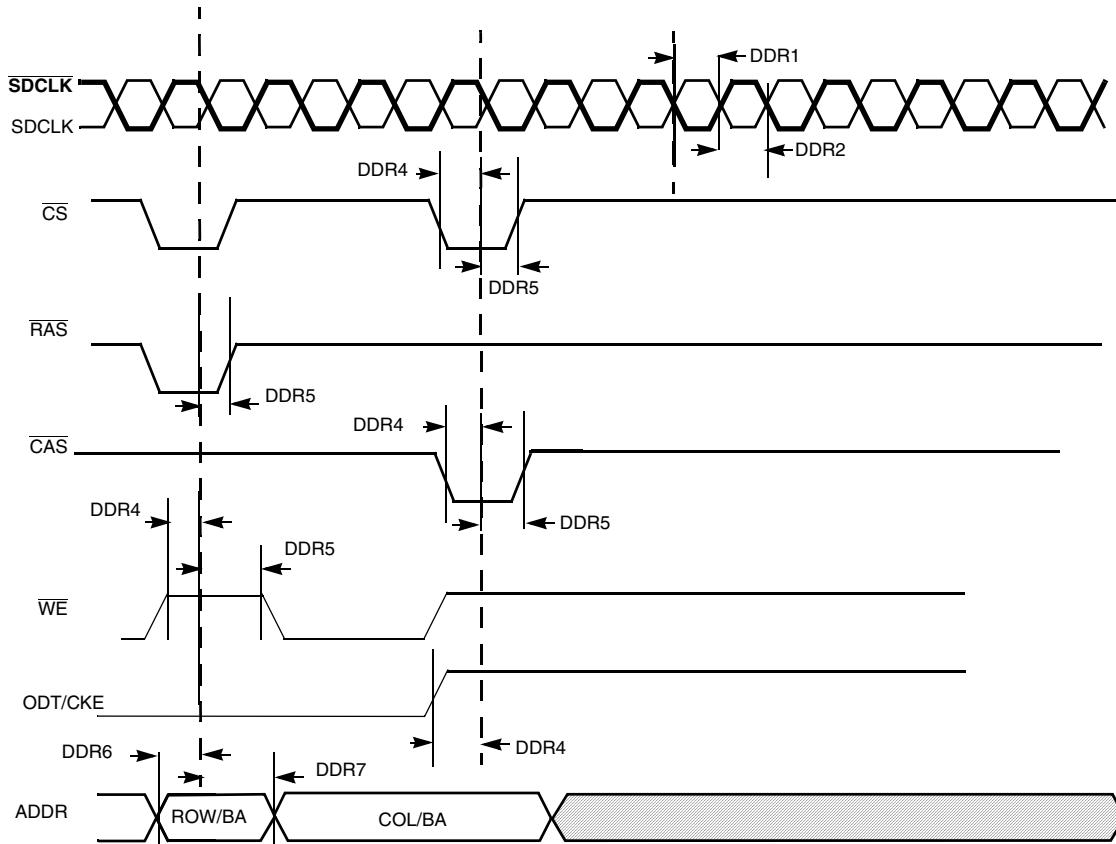 DDR1
SDCLK
SDCLK
DDR2
DDR4
CS
DDR5
RAS
DDR5
DDR4
CAS
DDR4
DDR5
DDR5
WE
ODT/CKE
DDR4
DDR6
DDR7
ADDR
ROW/BA
COL/BA